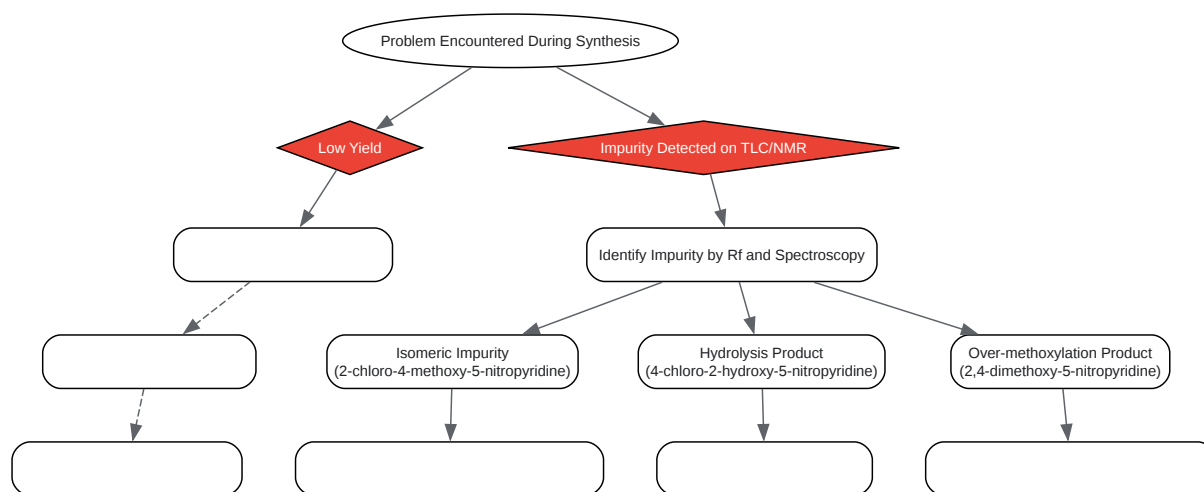 Problem Encountered During Synthesis
Low Yield
Impurity Detected on TLC/NMR
Identify Impurity by Rf and Spectroscopy
Isomeric Impurity
(2-chloro-4-methoxy-5-nitropyridine)
Hydrolysis Product
(4-chloro-2-hydroxy-5-nitropyridine)
Over-methoxylation Product
(2,4-dimethoxy-5-nitropyridine)